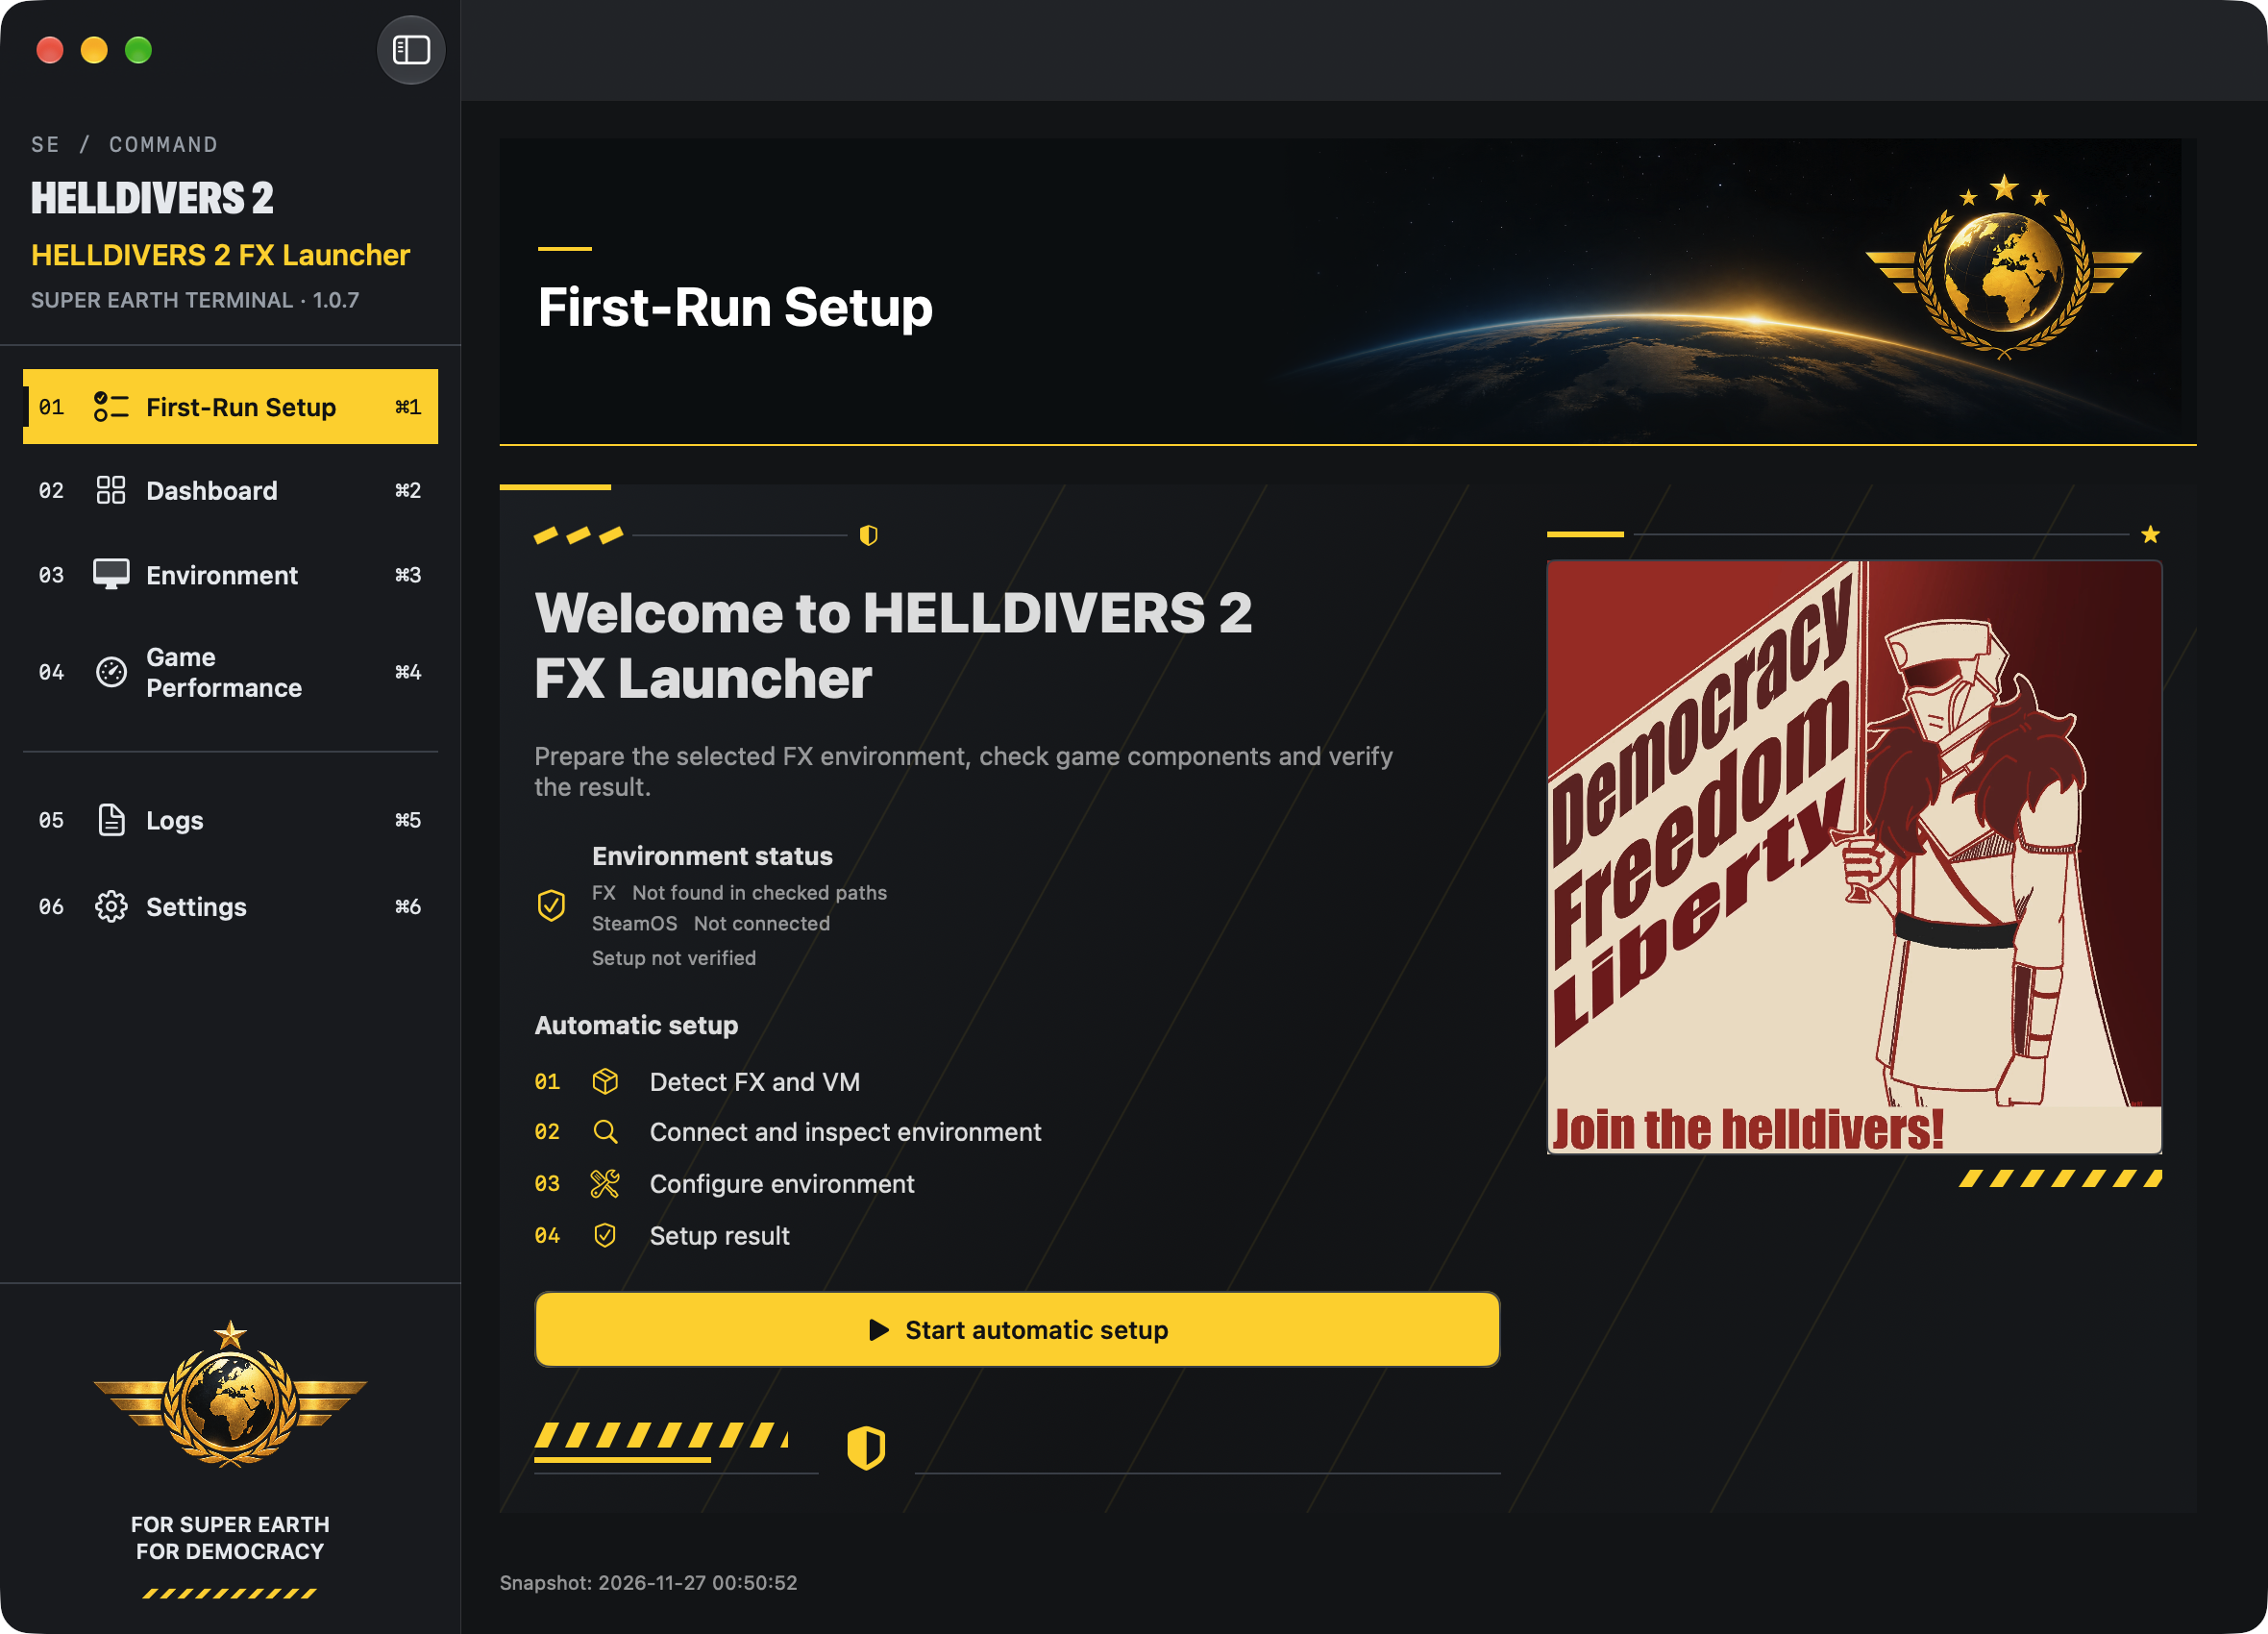 SE / COMMAND
HELLDIVERS 2
HELLDIVERS 2 FX Launcher
SUPER EARTH TERMINAL · 1.0.7
01 First-Run Setup ⌘1
02 Dashboard ⌘2
03 Environment ⌘3
04 Game
Performance ⌘4
05 Logs ⌘5
06 Settings ⌘6
FOR SUPER EARTH
FOR DEMOCRACY
First-Run Setup
Welcome to HELLDIVERS 2
FX Launcher
Prepare the selected FX environment, check game components and verify
the result.
Environment status
FX Not found in checked paths
SteamOS Not connected
Setup not verified
Automatic setup
01 Detect FX and VM
02 Connect and inspect environment
03 Configure environment
04 Setup result
Start automatic setup
Democracy
Freedom
Liberty
Join the helldivers!
Snapshot: 2026-11-27 00:50:52